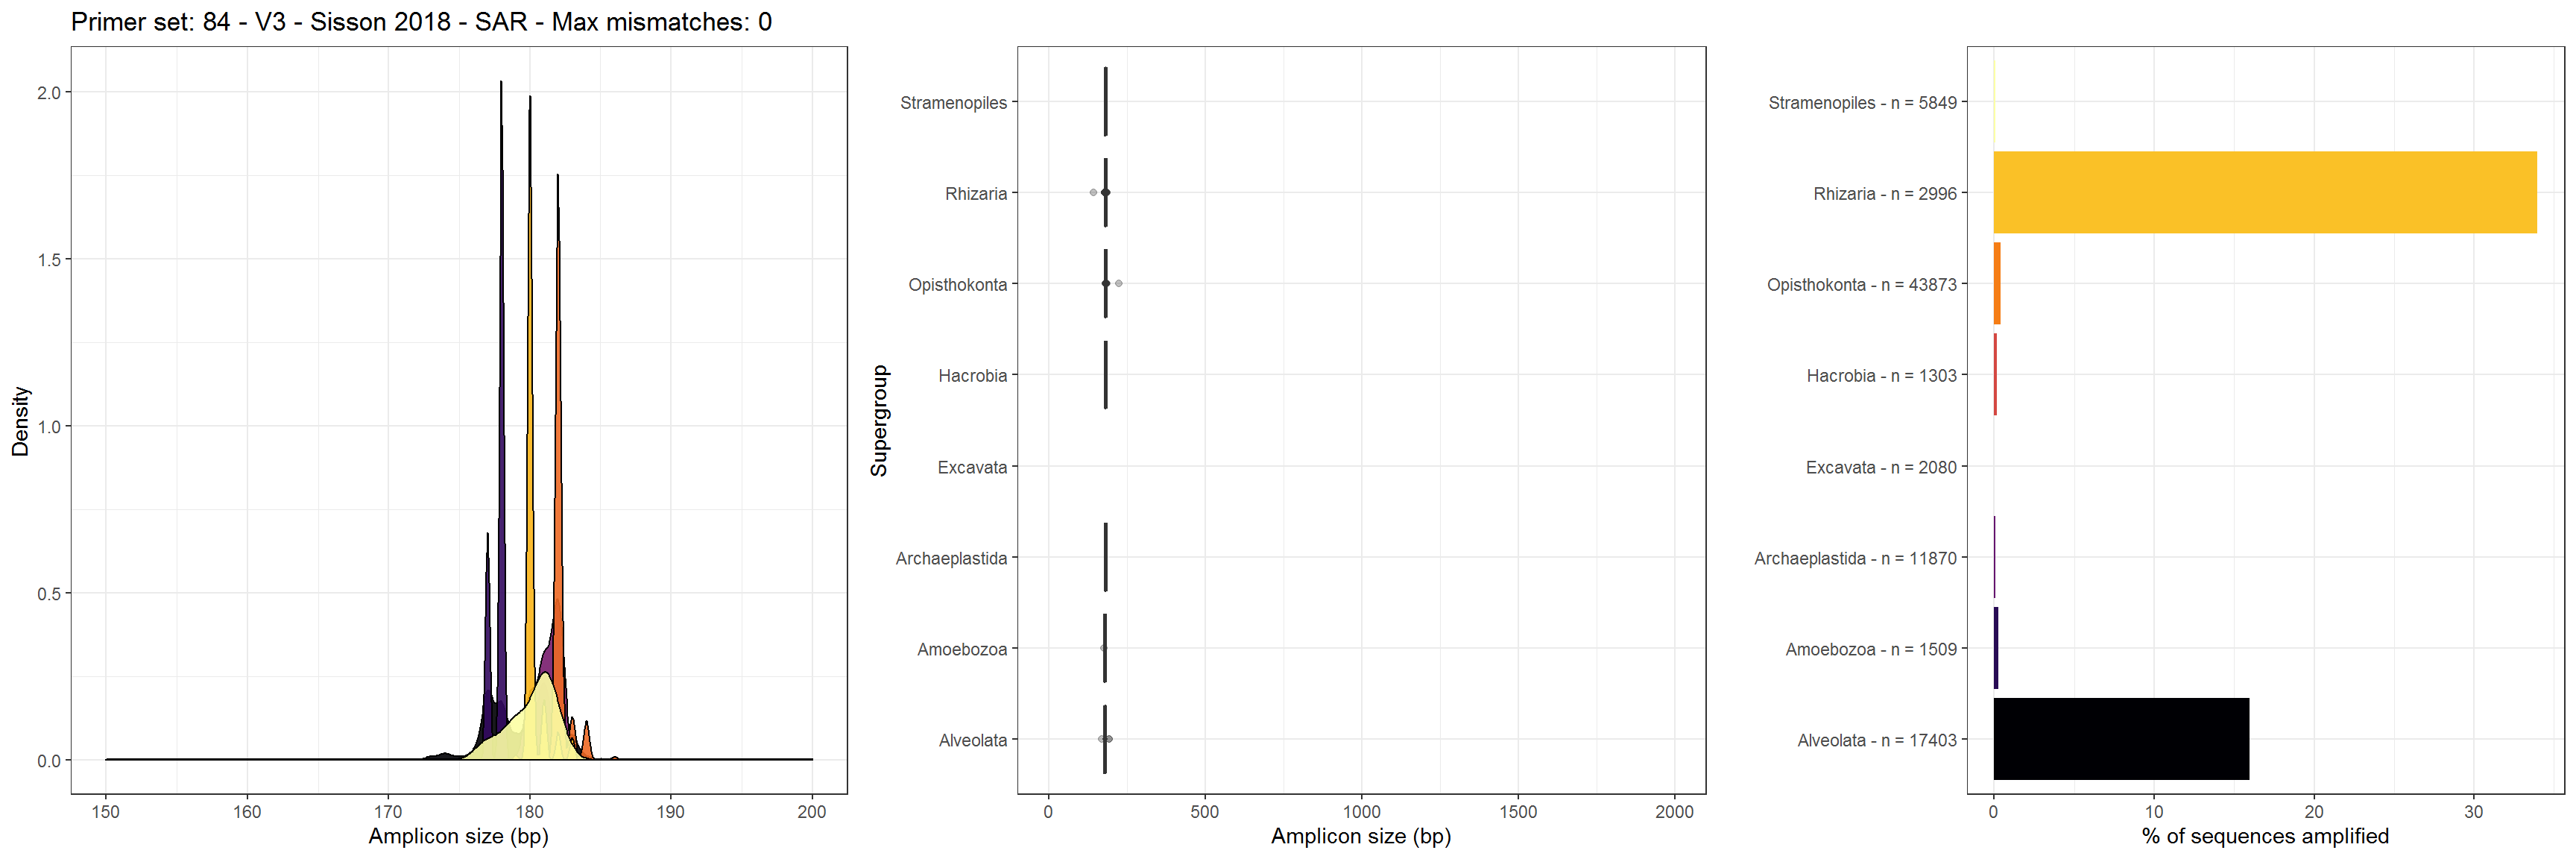 Primer set: 84 - V3 - Sisson 2018 - SAR - Max mismatches: 0
Density
2.0
1.5
1.0
0.5
0.0
150 160 170 180 190 200
Amplicon size (bp)
Supergroup
Stramenopiles
Rhizaria
Opisthokonta
Hacrobia
Excavata
Archaeplastida
Amoebozoa
Alveolata
0 500 1000 1500 2000
Amplicon size (bp)
Stramenopiles - n = 5849
Rhizaria - n = 2996
Opisthokonta - n = 43873
Hacrobia - n = 1303
Excavata - n = 2080
Archaeplastida - n = 11870
Amoebozoa - n = 1509
Alveolata - n = 17403
0 10 20 30
% of sequences amplified